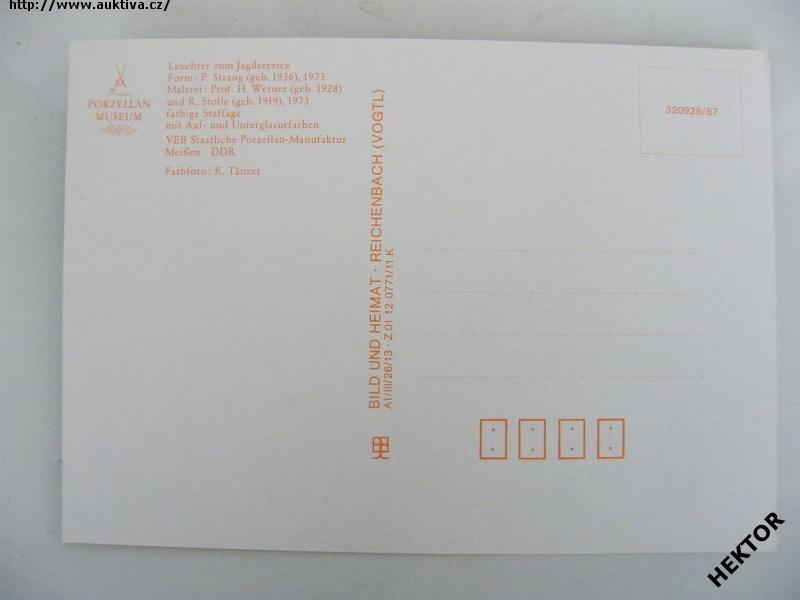 http://www.auktiva.cz/
Leuchter zum Jagdservice
Form: P. Strang (geb. 1936), 1973
Malerei: Prof. H. Werner (geb. 1928)
und R. Stolle (geb. 1919), 1973
farbige Staffage
mit Auf- und Unterglasurfarben
VEB Staatliche Porzellan-Manufaktur
Meißen · DDR
Farbfoto: K. Tänzer
PORZELLAN
MUSEUM
BILD UND HEIMAT · REICHENBACH (VOGTL)
A1/III/26/13 · Z 01 12 0771/11 K
320928/87
HEKTOR